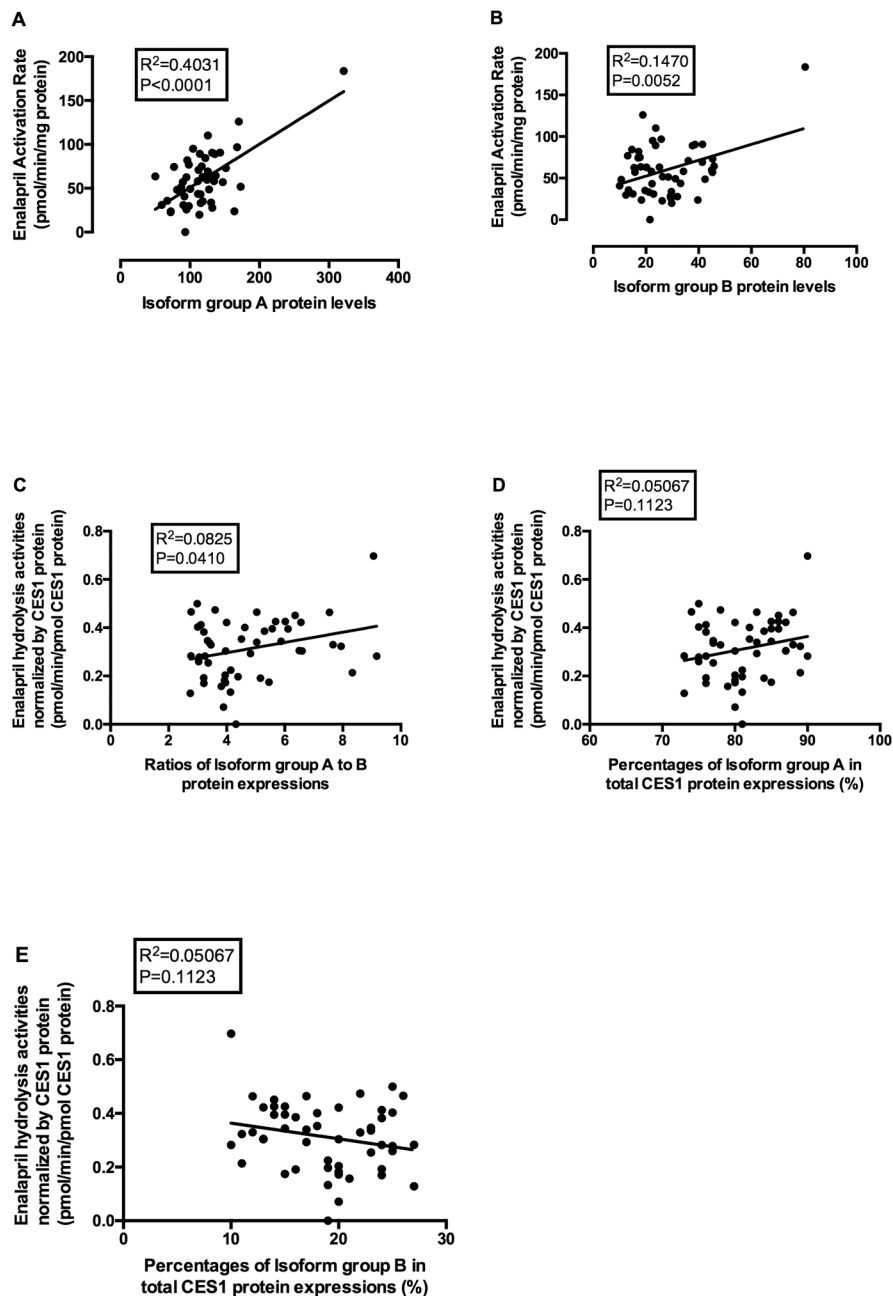 A
R²=0.4031
P<0.0001
Enalapril Activation Rate
(pmol/min/mg protein)
200
150
100
50
0
0 100 200 300 400
Isoform group A protein levels
B
R²=0.1470
P=0.0052
Enalapril Activation Rate
(pmol/min/mg protein)
200
150
100
50
0
0 20 40 60 80 100
Isoform group B protein levels
C
R²=0.0825
P=0.0410
Enalapril hydrolysis activities
normalized by CES1 protein
(pmol/min/pmol CES1 protein)
0.8
0.6
0.4
0.2
0.0
0 2 4 6 8 10
Ratios of Isoform group A to B
protein expressions
D
R²=0.05067
P=0.1123
Enalapril hydrolysis activities
normalized by CES1 protein
(pmol/min/pmol CES1 protein)
0.8
0.6
0.4
0.2
0.0
60 70 80 90 100
Percentages of Isoform group A in
total CES1 protein expressions (%)
E
R²=0.05067
P=0.1123
Enalapril hydrolysis activities
normalized by CES1 protein
(pmol/min/pmol CES1 protein)
0.8
0.6
0.4
0.2
0.0
0 10 20 30
Percentages of Isoform group B in
total CES1 protein expressions (%)